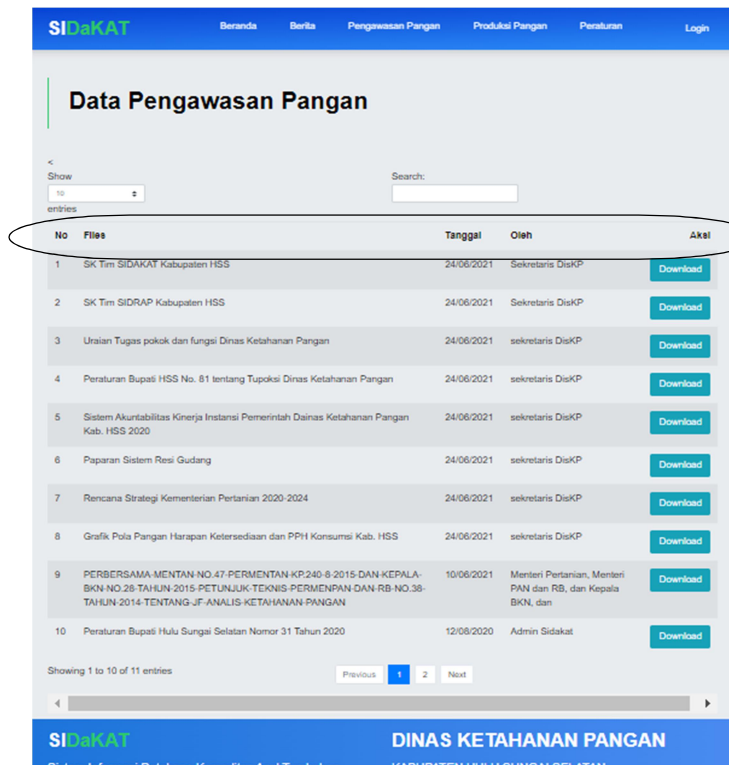 SIDaKAT Beranda Berita Pengawasan Pangan Produksi Pangan Peraturan Login
Data Pengawasan Pangan
<
Show
10
entries
Search:
No Files Tanggal Oleh Aksi
1 SK Tim SIDAKAT Kabupaten HSS 24/06/2021 Sekretaris DisKP Download
2 SK Tim SIDRAP Kabupaten HSS 24/06/2021 Sekretaris DisKP Download
3 Uraian Tugas pokok dan fungsi Dinas Ketahanan Pangan 24/06/2021 sekretaris DisKP Download
4 Peraturan Bupati HSS No. 81 tentang Tupoksi Dinas Ketahanan Pangan 24/06/2021 sekretaris DisKP Download
5 Sistem Akuntabilitas Kinerja Instansi Pemerintah Dainas Ketahanan Pangan 24/06/2021 sekretaris DisKP Download
Kab. HSS 2020
6 Paparan Sistem Resi Gudang 24/06/2021 sekretaris DisKP Download
7 Rencana Strategi Kementerian Pertanian 2020-2024 24/06/2021 sekretaris DisKP Download
8 Grafik Pola Pangan Harapan Ketersediaan dan PPH Konsumsi Kab. HSS 24/06/2021 sekretaris DisKP Download
9 PERBERSAMA-MENTAN-NO.47-PERMENTAN-KP.240-8-2015-DAN-KEPALA- 10/06/2021 Menteri Pertanian, Menteri Download
BKN-NO.28-TAHUN-2015-PETUNJUK-TEKNIS-PERMENPAN-DAN-RB-NO.38- PAN dan RB, dan Kepala
TAHUN-2014-TENTANG-JF-ANALIS-KETAHANAN-PANGAN BKN, dan
10 Peraturan Bupati Hulu Sungai Selatan Nomor 31 Tahun 2020 12/08/2020 Admin Sidakat Download
Showing 1 to 10 of 11 entries Previous 1 2 Next
SIDaKAT DINAS KETAHANAN PANGAN
KABUPATEN HULU SUNGAI SELATAN